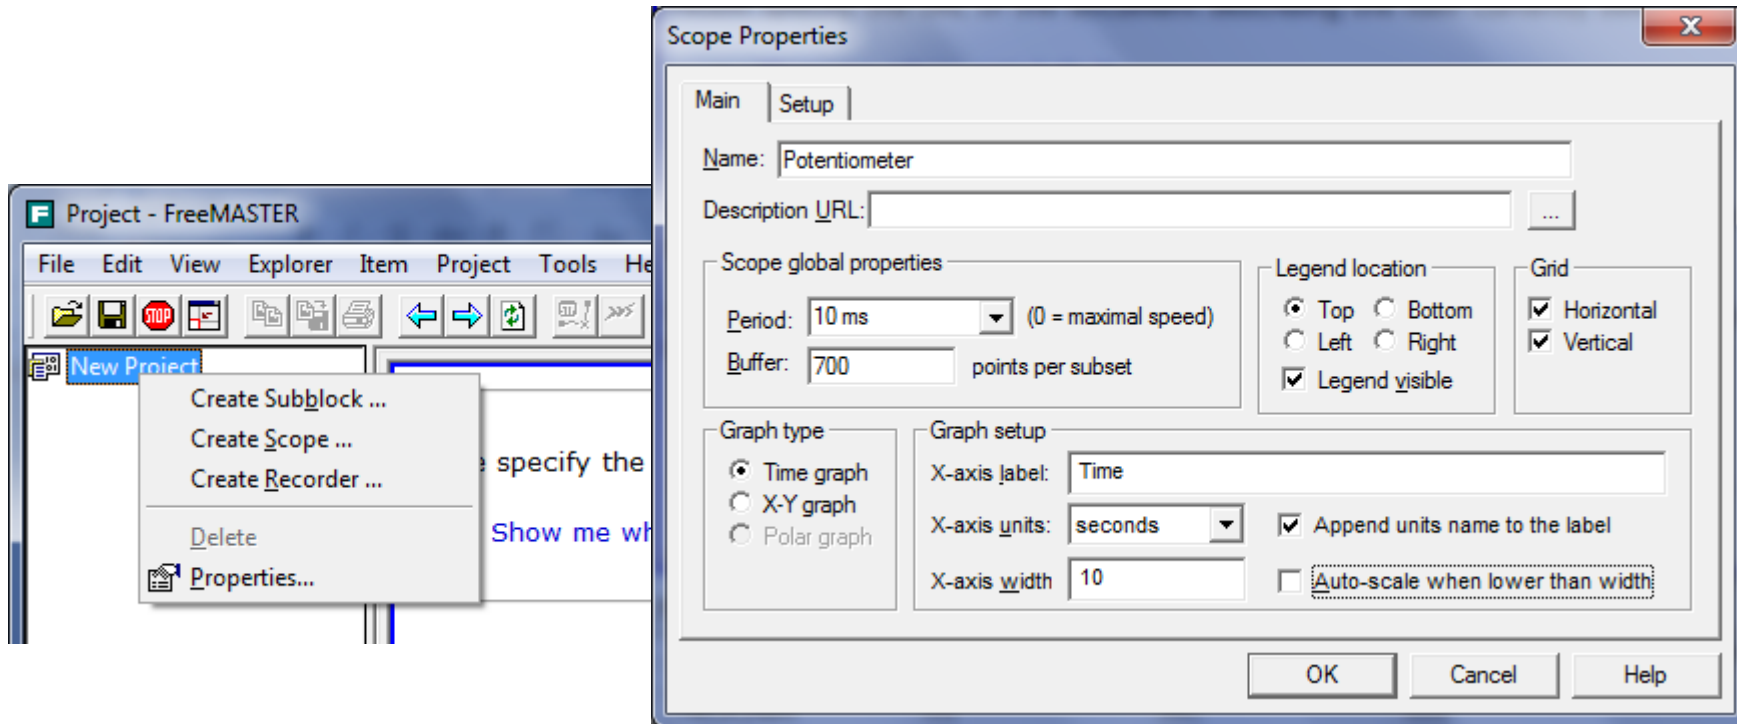 Project - FreeMASTER
File Edit View Explorer Item Project Tools He
STOP
New Project
Create Subblock ...
Create Scope ...
Create Recorder ...
Delete
Properties...
specify the
Show me wh
Scope Properties
Main Setup
Name: Potentiometer
Description URL: ...
Scope global properties
Period: 10 ms (0 = maximal speed)
Buffer: 700 points per subset
Legend location
Top Bottom
Left Right
Legend visible
Grid
Horizontal
Vertical
Graph type
Time graph
X-Y graph
Polar graph
Graph setup
X-axis label: Time
X-axis units: seconds Append units name to the label
X-axis width 10 Auto-scale when lower than width
OK Cancel Help